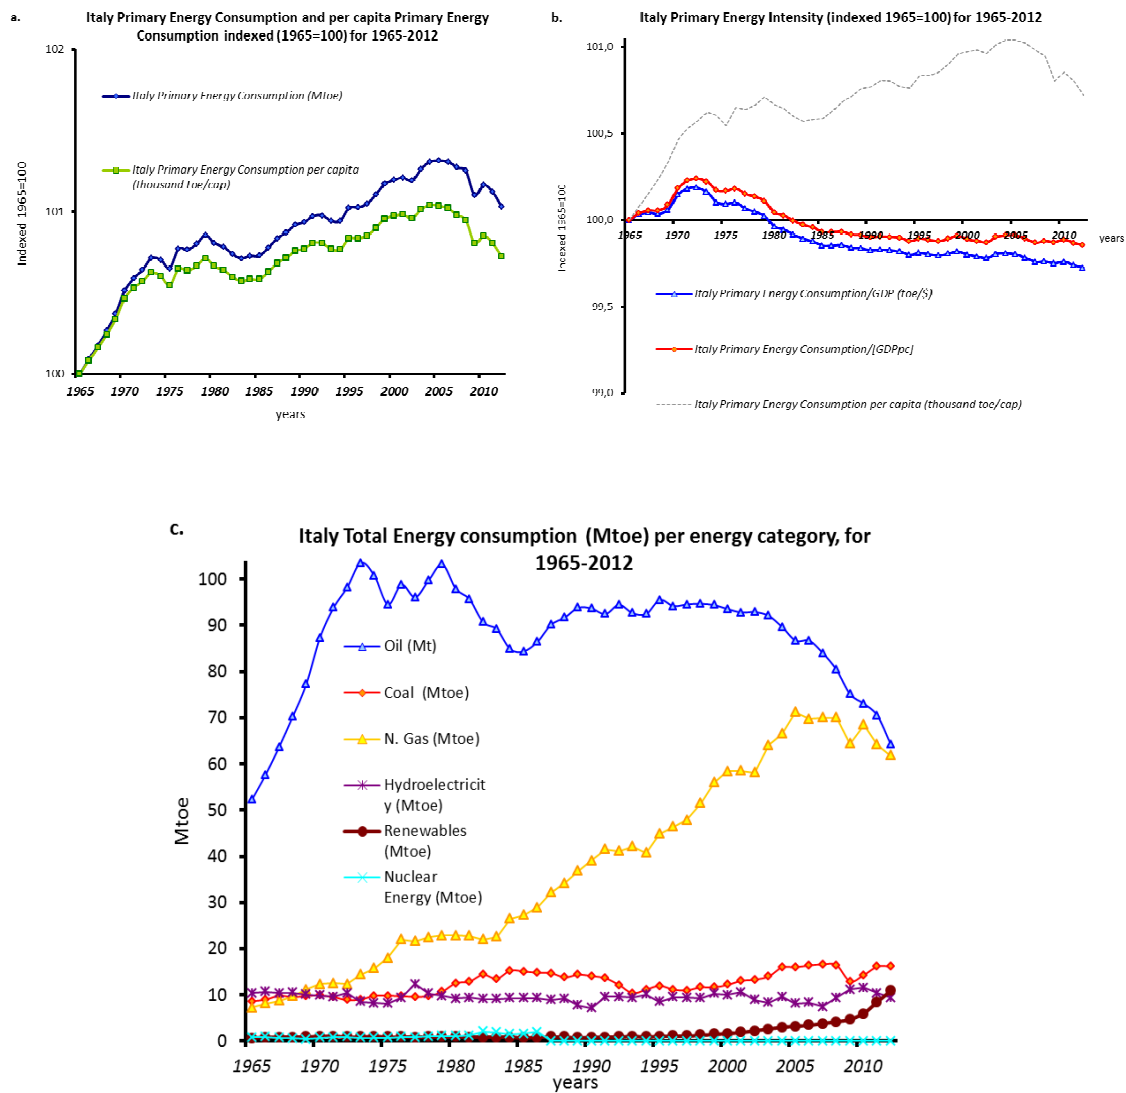 a.
Italy Primary Energy Consumption and per capita Primary Energy
Consumption indexed (1965=100) for 1965-2012
102
101
100
Indexed 1965=100
Italy Primary Energy Consumption (Mtoe)
Italy Primary Energy Consumption per capita
(thousand toe/cap)
1965 1970 1975 1980 1985 1990 1995 2000 2005 2010
years
b.
Italy Primary Energy Intensity (indexed 1965=100) for 1965-2012
101,0
100,5
100,0
99,5
99,0
Indexed 1965=100
1965 1970 1975 1980 1985 1990 1995 2000 2005 2010
years
Italy Primary Energy Consumption/GDP (toe/$)
Italy Primary Energy Consumption/[GDPpc]
Italy Primary Energy Consumption per capita (thousand toe/cap)
c.
Italy Total Energy consumption (Mtoe) per energy category, for
1965-2012
100
90
80
70
60
50
40
30
20
10
0
Mtoe
Oil (Mt)
Coal (Mtoe)
N. Gas (Mtoe)
Hydroelectricit
y (Mtoe)
Renewables
(Mtoe)
Nuclear
Energy (Mtoe)
1965 1970 1975 1980 1985 1990 1995 2000 2005 2010
years